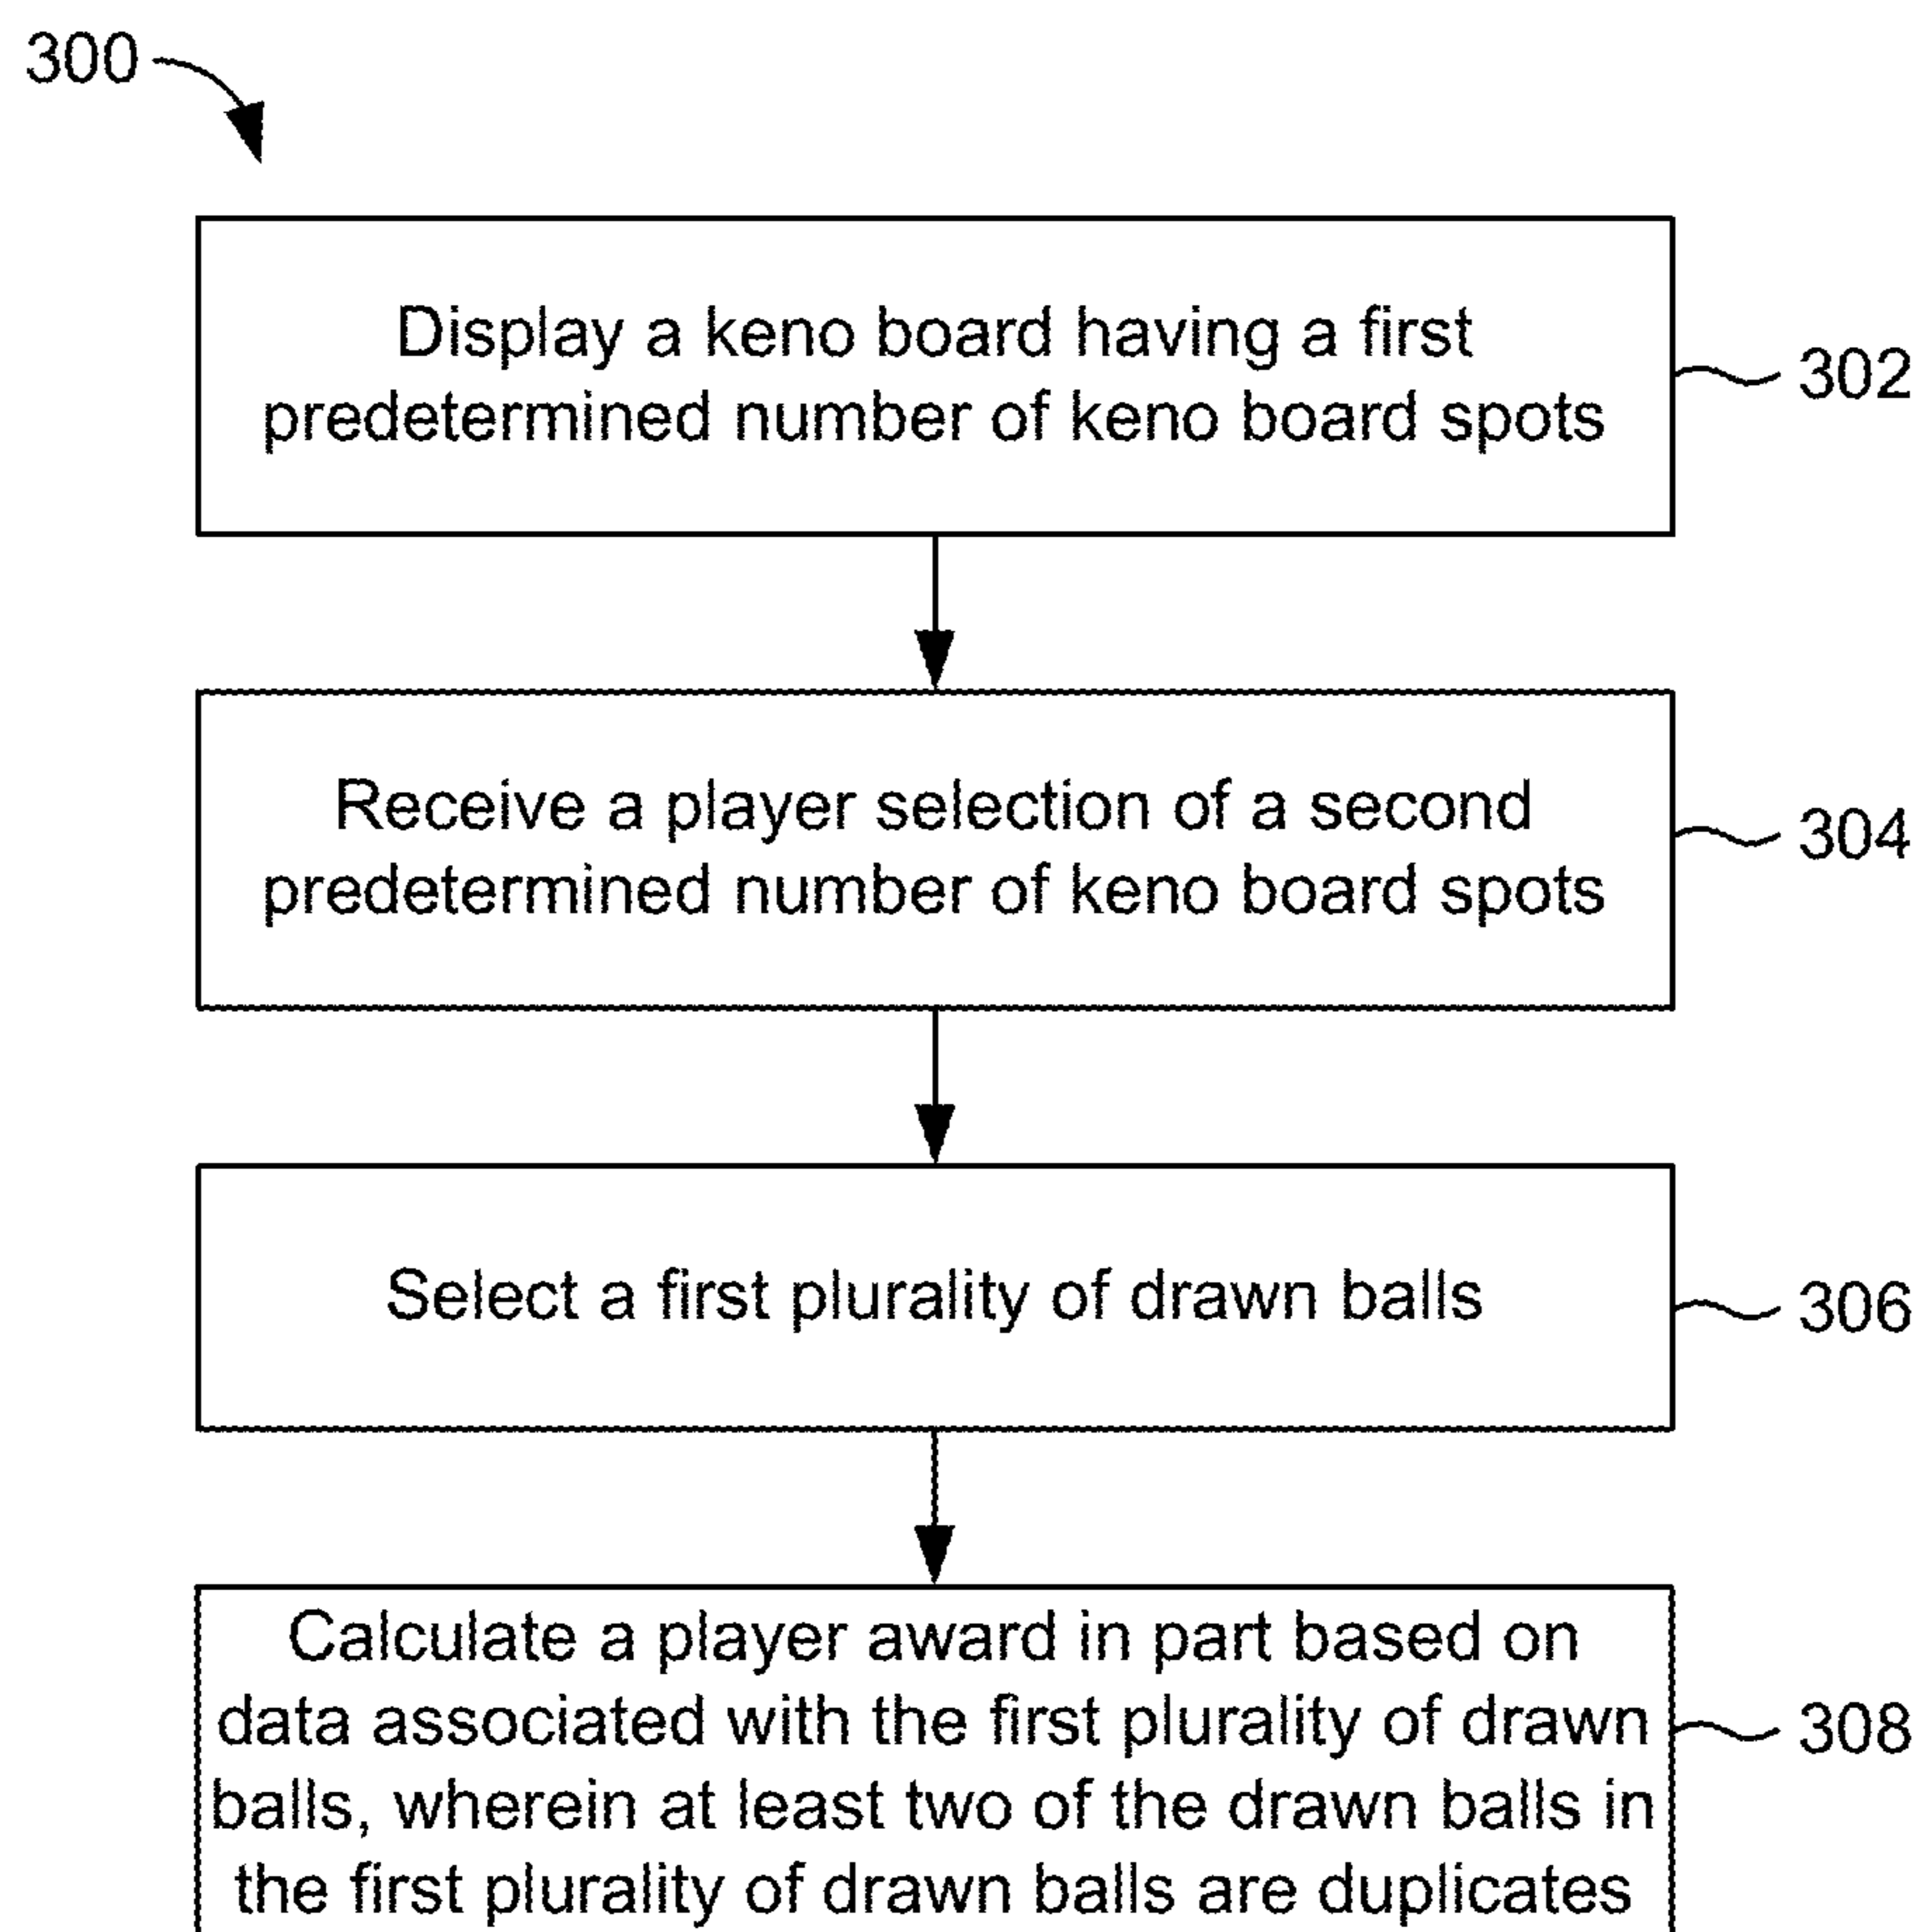 300
Display a keno board having a first
predetermined number of keno board spots
302
Receive a player selection of a second
predetermined number of keno board spots
304
Select a first plurality of drawn balls
306
Calculate a player award in part based on
data associated with the first plurality of drawn
balls, wherein at least two of the drawn balls in
the first plurality of drawn balls are duplicates
308